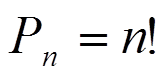 Pₙ = n!